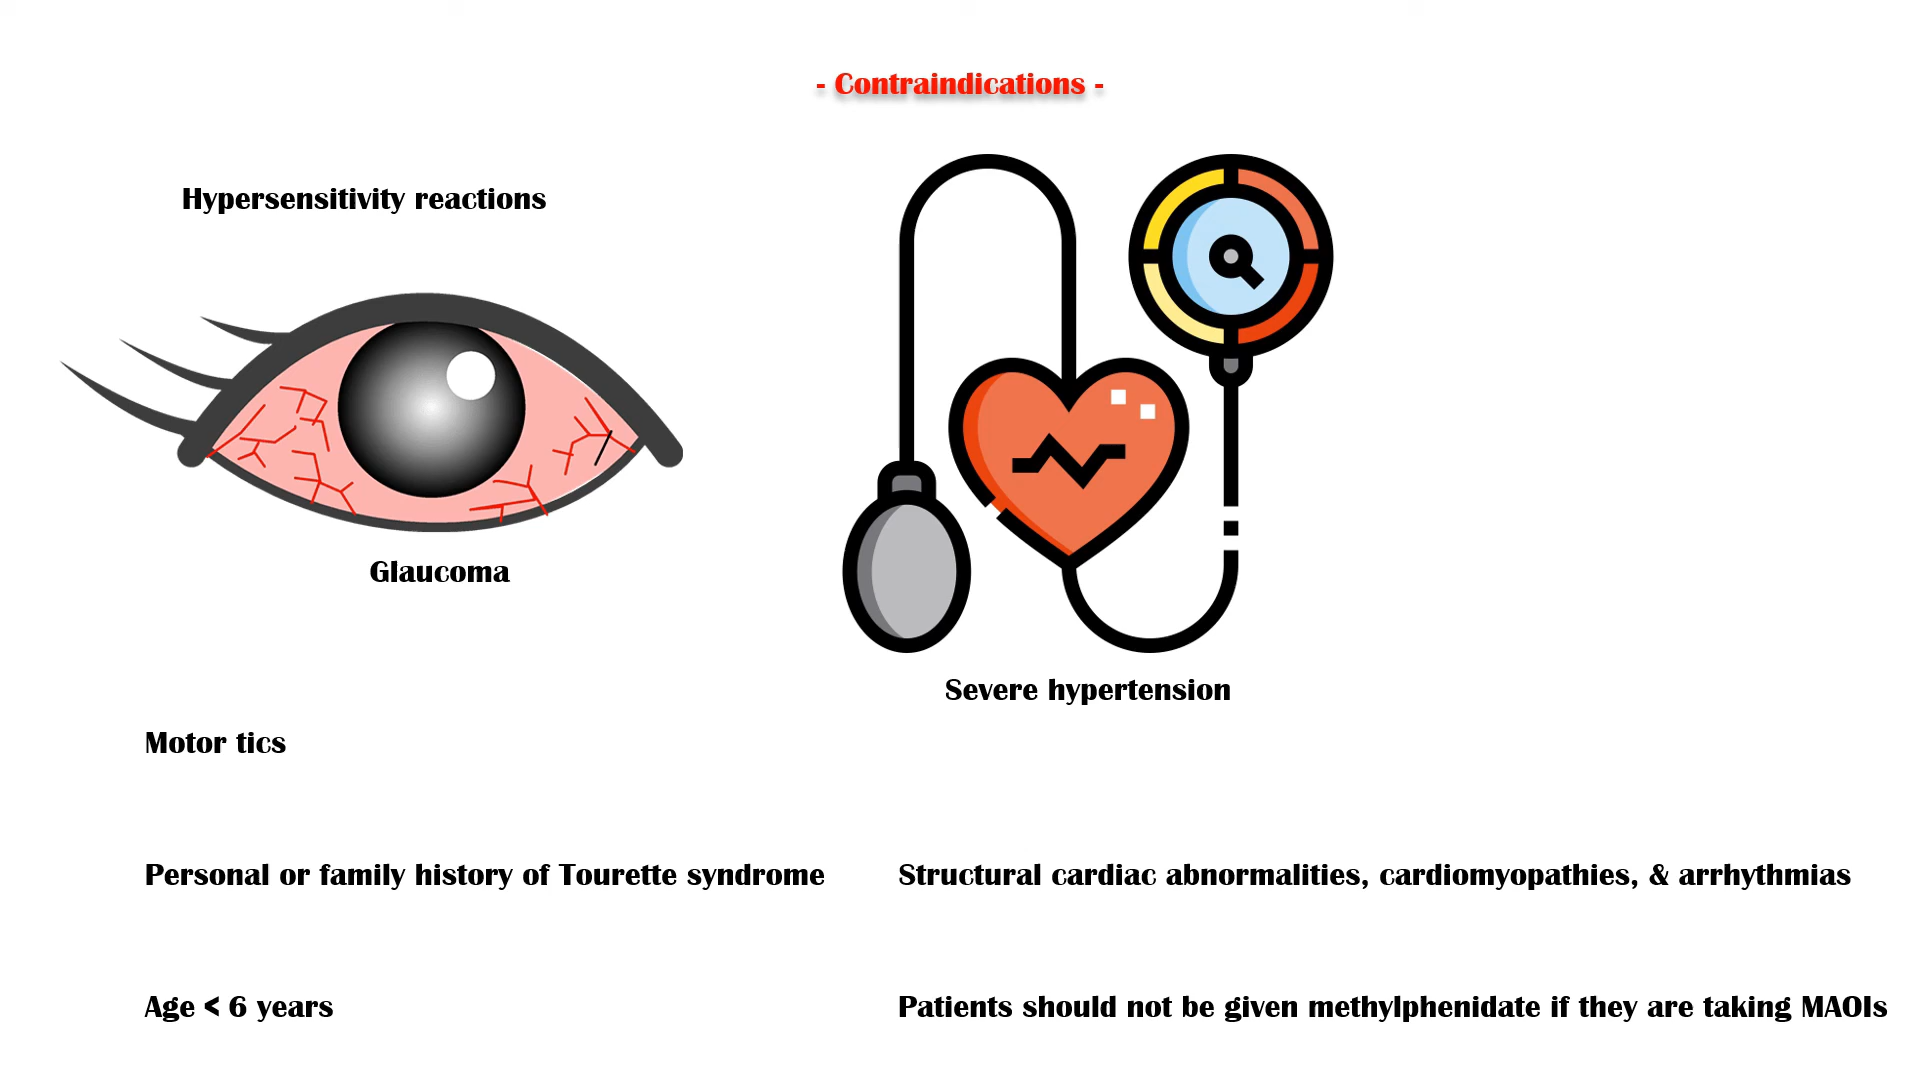 - Contraindications -
Hypersensitivity reactions
Glaucoma
Severe hypertension
Motor tics
Personal or family history of Tourette syndrome
Structural cardiac abnormalities, cardiomyopathies, & arrhythmias
Age < 6 years
Patients should not be given methylphenidate if they are taking MAOIs